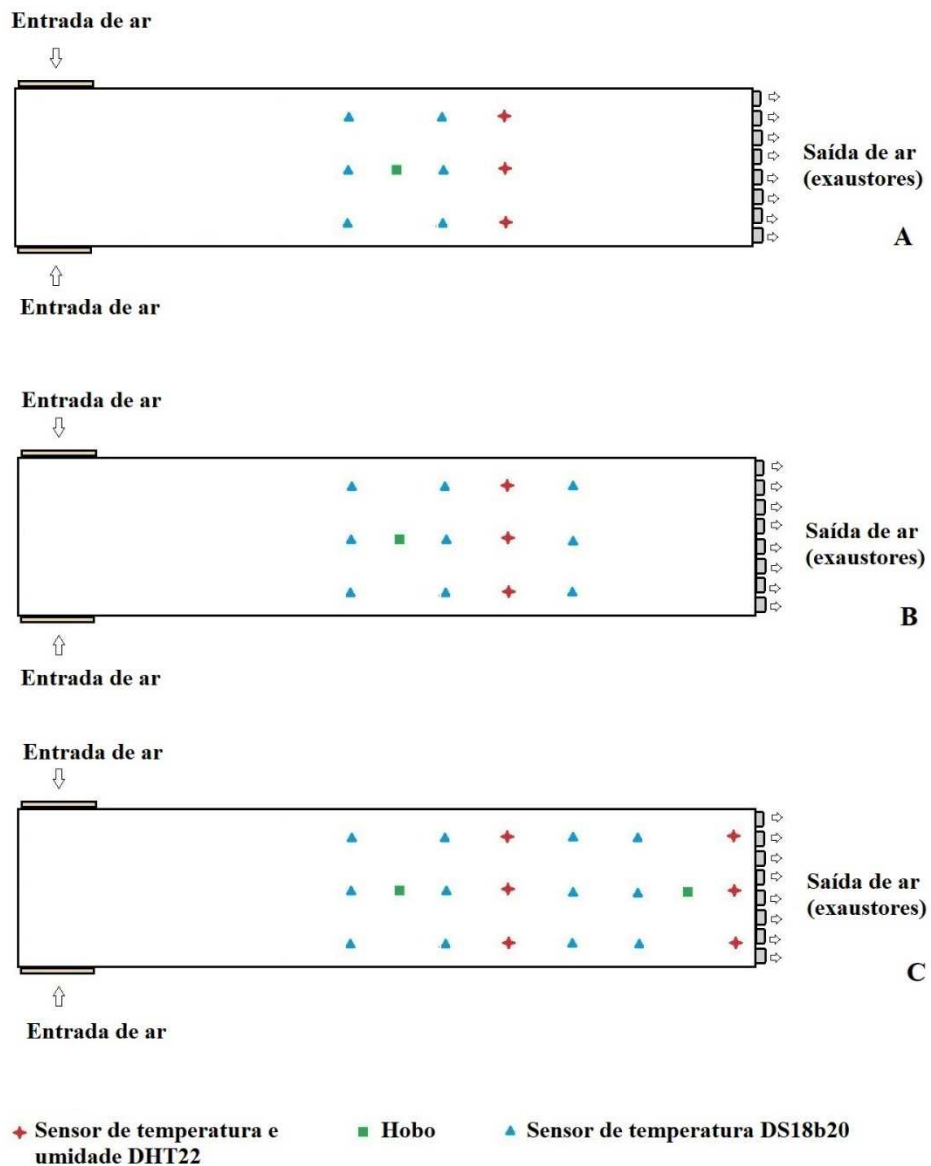 Entrada de ar
Saída de ar
(exaustores)
A
Entrada de ar
Entrada de ar
Saída de ar
(exaustores)
B
Entrada de ar
Entrada de ar
Saída de ar
(exaustores)
C
Entrada de ar
Sensor de temperatura e
umidade DHT22
Hobo
Sensor de temperatura DS18b20